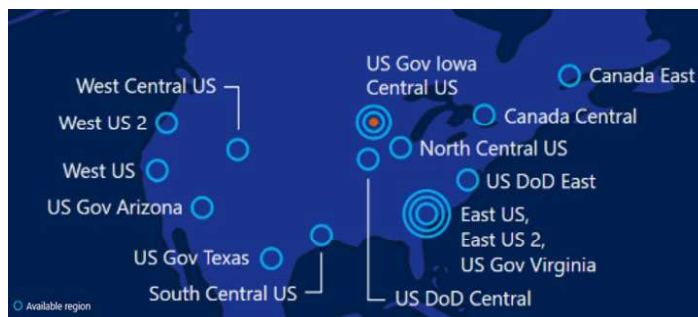 US Gov Iowa
Central US
Canada East
West Central US
Canada Central
West US 2
North Central US
West US
US DoD East
US Gov Arizona
East US,
East US 2,
US Gov Virginia
US Gov Texas
South Central US
US DoD Central
Available region